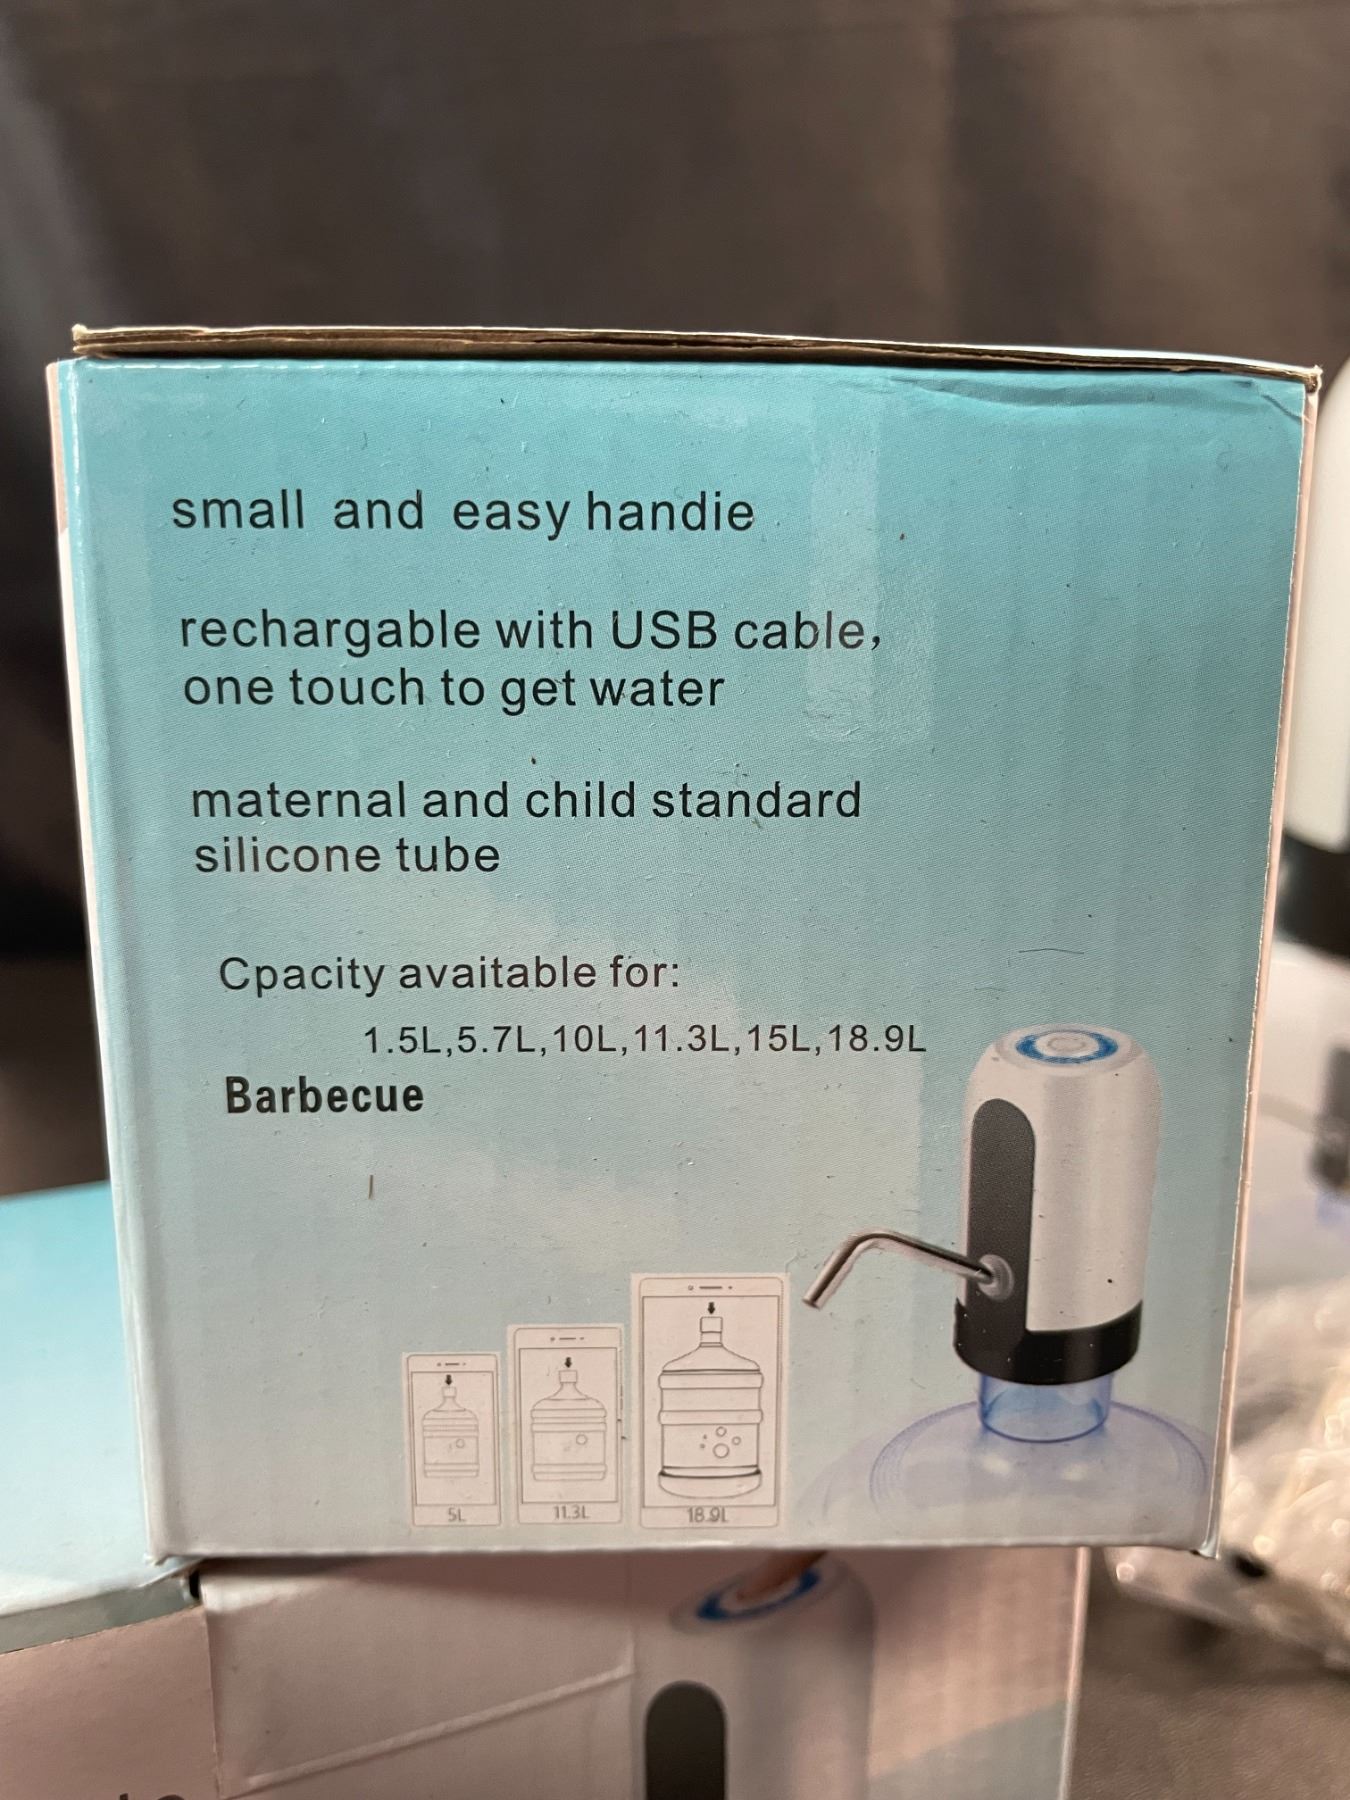 small and easy handie
rechargable with USB cable,
one touch to get water
maternal and child standard
silicone tube
Cpacity avaitable for:
1.5L,5.7L,10L,11.3L,15L,18.9L
Barbecue
5L
11.3L
18.9L